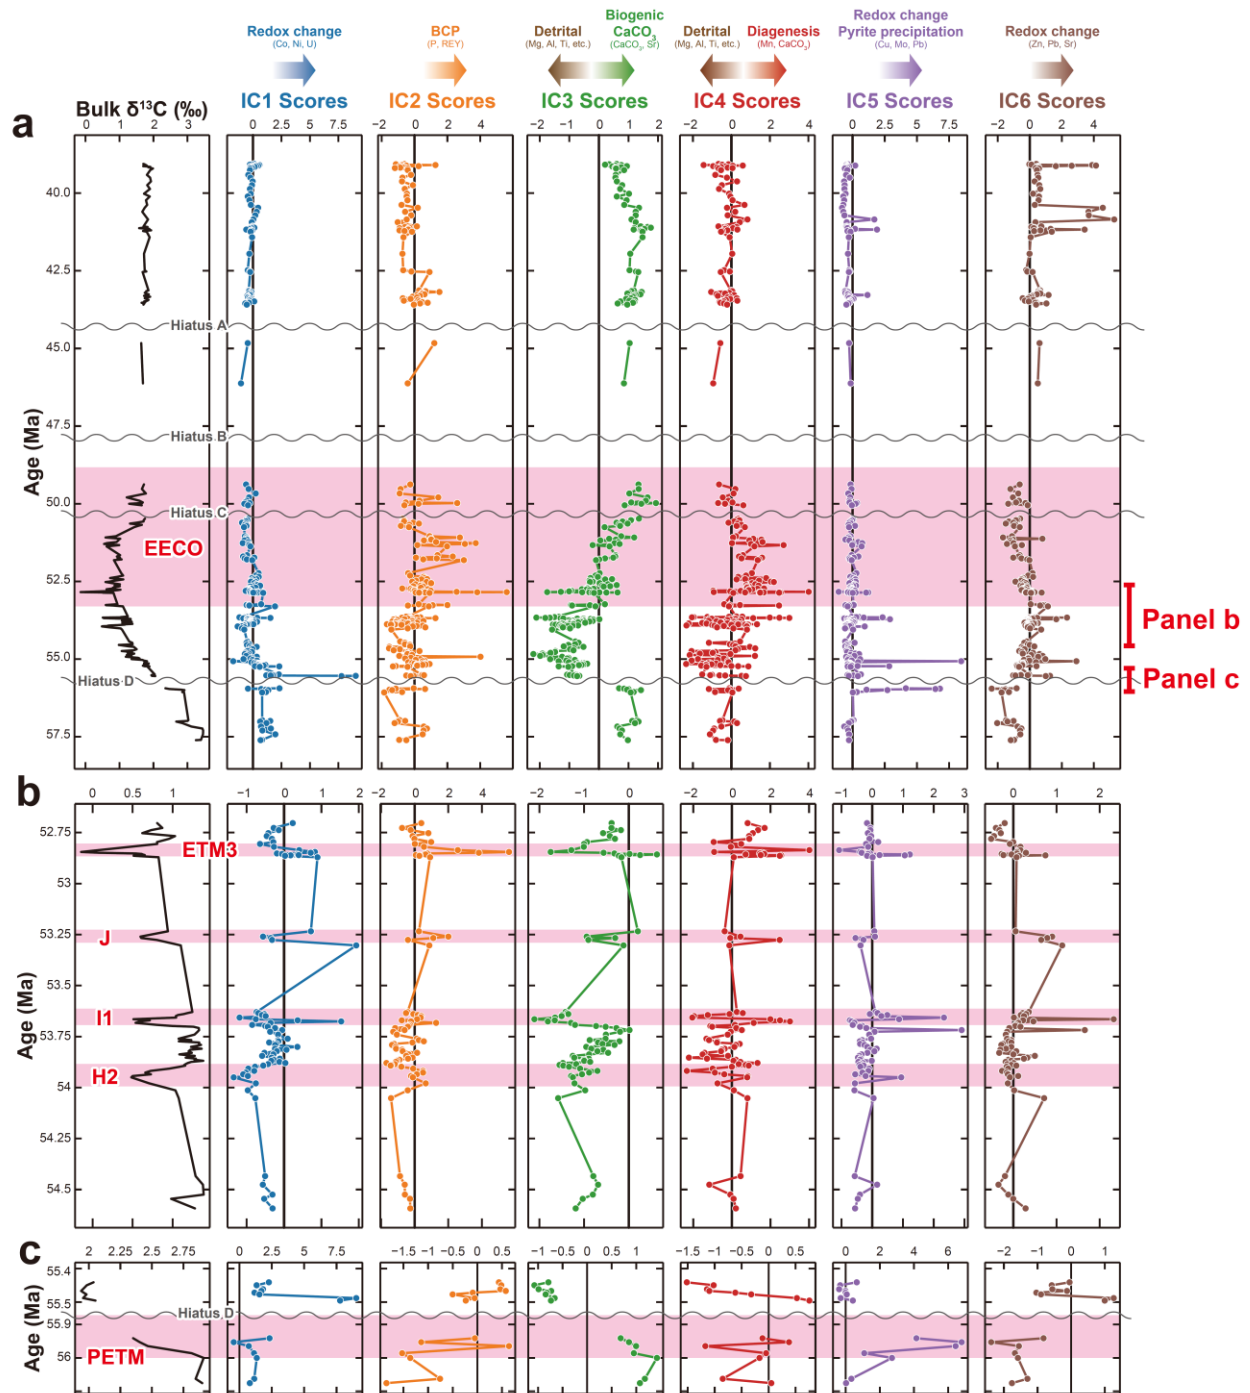 Redox change
(Co, Ni, U)
IC1 Scores
BCP
(P, REY)
IC2 Scores
Detrital
(Mg, Al, Ti, etc.)
Biogenic
CaCO₃
(CaCO₃, Sr)
IC3 Scores
Detrital
(Mg, Al, Ti, etc.)
Diagenesis
(Mn, CaCO₃)
IC4 Scores
Redox change
Pyrite precipitation
(Cu, Mo, Pb)
IC5 Scores
Redox change
(Zn, Pb, Sr)
IC6 Scores
Bulk δ¹³C (‰)
a
0 1 2 3
0 2.5 5 7.5
−2 0 2 4
−2 −1 0 1 2
−2 0 2 4
0 2.5 5 7.5
−2 0 2 4
Age (Ma)
40.0
42.5
Hiatus A
45.0
47.5
Hiatus B
50.0
Hiatus C
EECO
52.5
Panel b
55.0
Hiatus D
Panel c
57.5
b
0 0.5 1
−1 0 1 2
−2 0 2 4
−2 −1 0
−2 0 2 4
−1 0 1 2 3
0 1 2
Age (Ma)
52.75
ETM3
53
53.25
J
53.5
I1
53.75
H2
54
54.25
54.5
c
2 2.25 2.5 2.75
0 2.5 5 7.5
−1.5 −1 −0.5 0 0.5
−1 −0.5 0 0.5
−1.5 −1 −0.5 0 0.5
0 2 4 6
−2 −1 0 1
Age (Ma)
55.4
55.5
Hiatus D
55.9
PETM
56